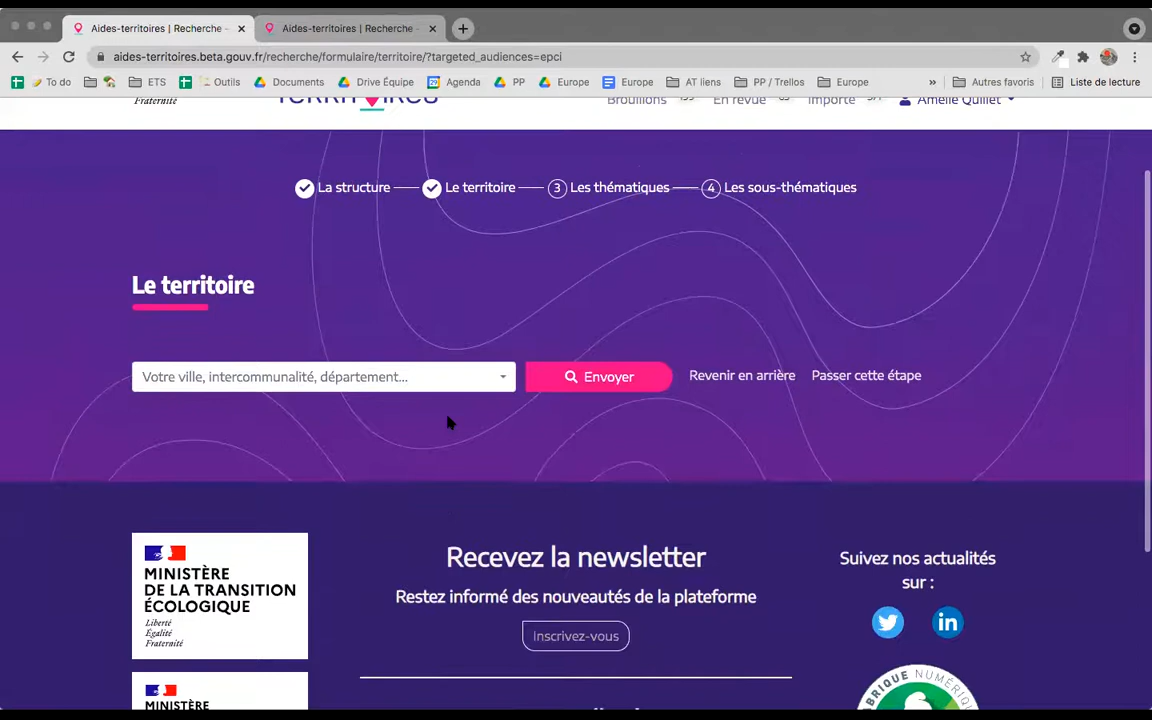 Aides-territoires | Recherche –
Aides-territoires | Recherche –
aides-territoires.beta.gouv.fr/recherche/formulaire/territoire/?targeted_audiences=epci
To do
ETS
Outils
Documents
Drive Équipe
Agenda
PP
Europe
Europe
AT liens
PP / Trellos
Europe
»
Autres favoris
Liste de lecture
Fraternité
TERRITOIRES
Brouillons
En revue
Importé
Amélie Quillet
La structure
Le territoire
3 Les thématiques
4 Les sous-thématiques
Le territoire
Votre ville, intercommunalité, département...
Envoyer
Revenir en arrière
Passer cette étape
MINISTÈRE
DE LA TRANSITION
ÉCOLOGIQUE
Liberté
Égalité
Fraternité
MINISTÈRE
Recevez la newsletter
Restez informé des nouveautés de la plateforme
Inscrivez-vous
Suivez nos actualités
sur :
in
BRIQUE NUMÉRIQ